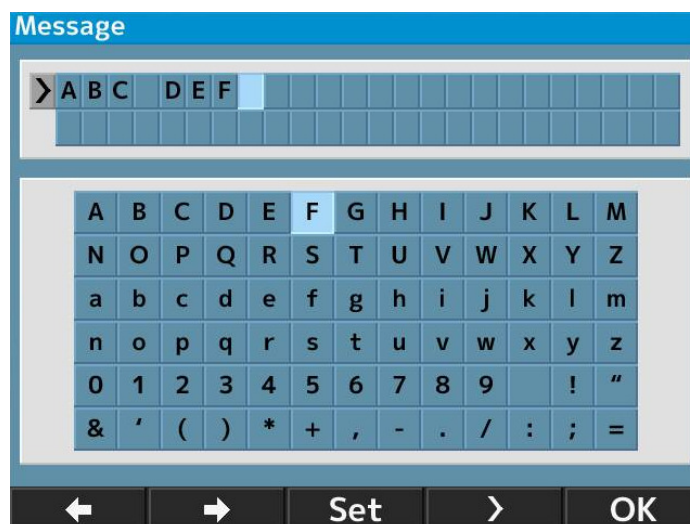 Message
> ABC DEF
A B C D E F G H I J K L M
N O P Q R S T U V W X Y Z
a b c d e f g h i j k l m
n o p q r s t u v w x y z
0 1 2 3 4 5 6 7 8 9 ! "
& ' ( ) * + , - . / : ; =
← → Set > OK